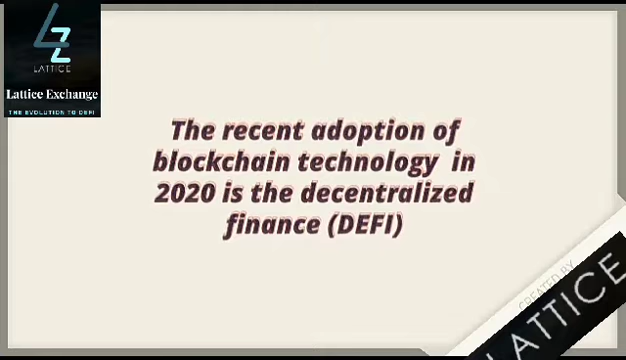 LATTICE
Lattice Exchange
THE EVOLUTION TO DEFI
The recent adoption of
blockchain technology in
2020 is the decentralized
finance (DEFI)
CREATED BY
LATTICE